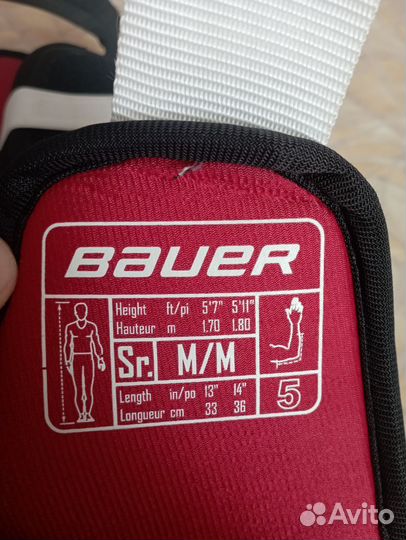 BAUER
Height ft/pi 5'7" 5'11"
Hauteur m 1.70 1.80
Sr. M/M
Length in/po 13" 14"
Longueur cm 33 36
5
Avito